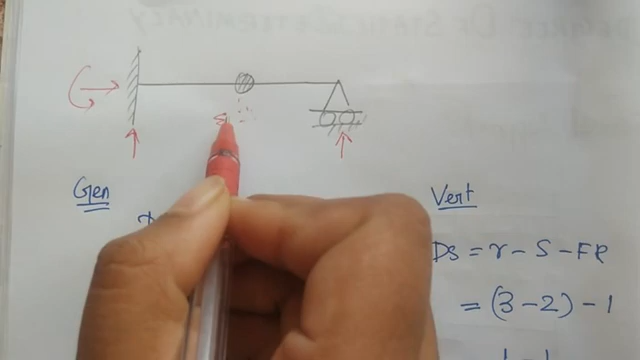 Gen
Vert
Ds = r - S - FR
= (3-2) - 1